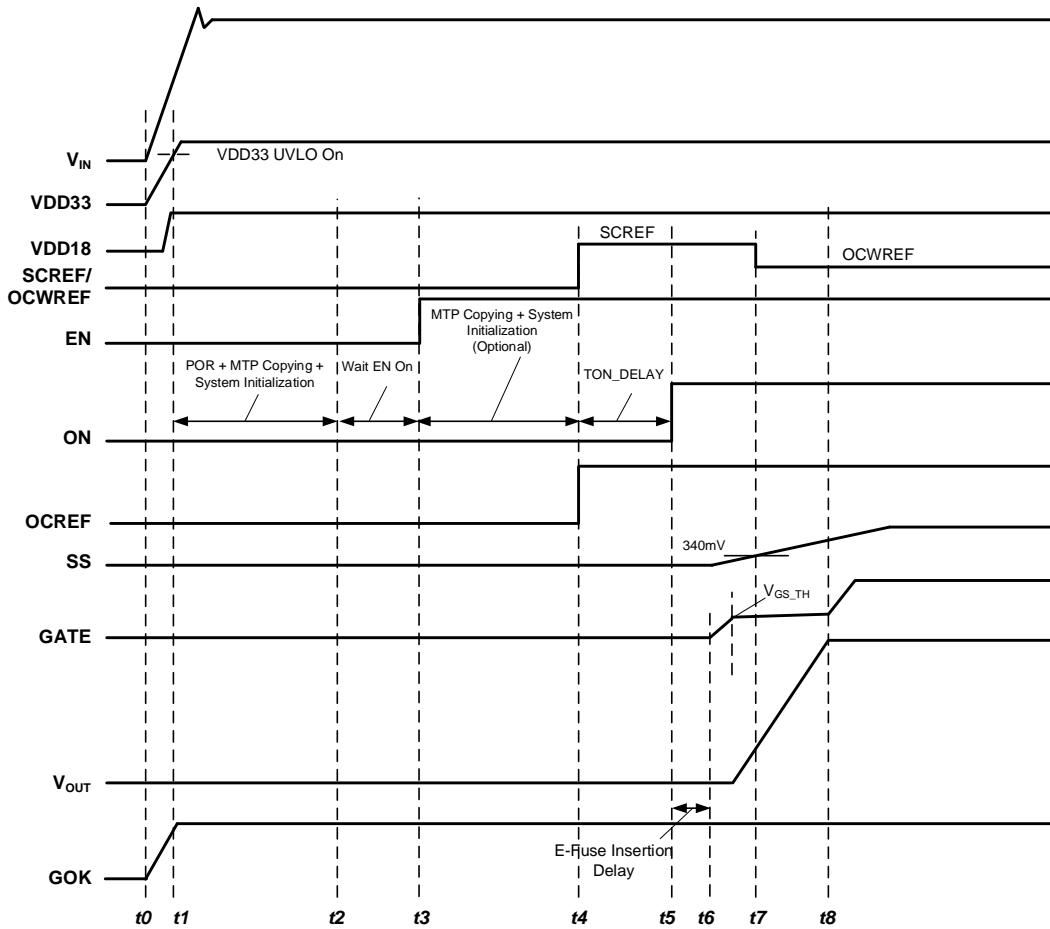 VIN
VDD33 UVLO On
VDD33
VDD18
SCREF/
OCWREF
SCREF
OCWREF
EN
MTP Copying + System
Initialization
(Optional)
POR + MTP Copying +
System Initialization
Wait EN On
TON_DELAY
ON
OCREF
340mV
SS
VGS_TH
GATE
VOUT
E-Fuse Insertion
Delay
GOK
t0 t1 t2 t3 t4 t5 t6 t7 t8